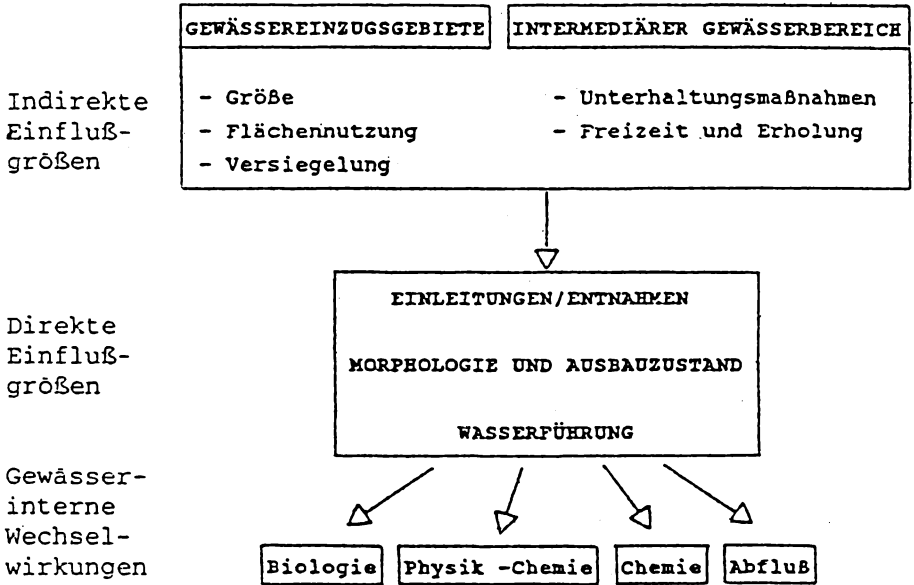 GEWÄSSEREINZUGSGEBIETE
INTERMEDIÄRER GEWÄSSERBEREICH
Indirekte
Einfluß-
größen
- Größe
- Flächennutzung
- Versiegelung
- Unterhaltungsmaßnahmen
- Freizeit und Erholung
Direkte
Einfluß-
größen
EINLEITUNGEN/ENTNAHMEN
MORPHOLOGIE UND AUSBAUZUSTAND
WASSERFÜHRUNG
Gewässer-
interne
Wechsel-
wirkungen
Biologie
Physik -Chemie
Chemie
Abfluß